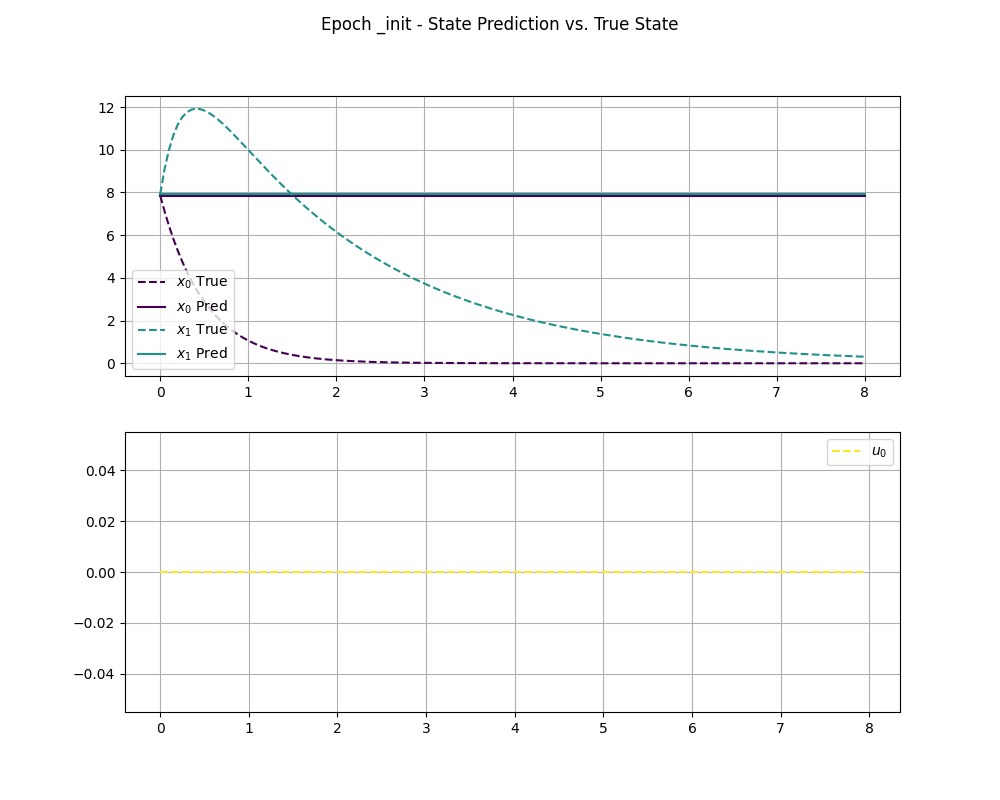 Epoch _init - State Prediction vs. True State
12
10
8
6
4
2
0
x₀ True
x₀ Pred
x₁ True
x₁ Pred
0 1 2 3 4 5 6 7 8
0.04
0.02
0.00
−0.02
−0.04
u₀
0 1 2 3 4 5 6 7 8